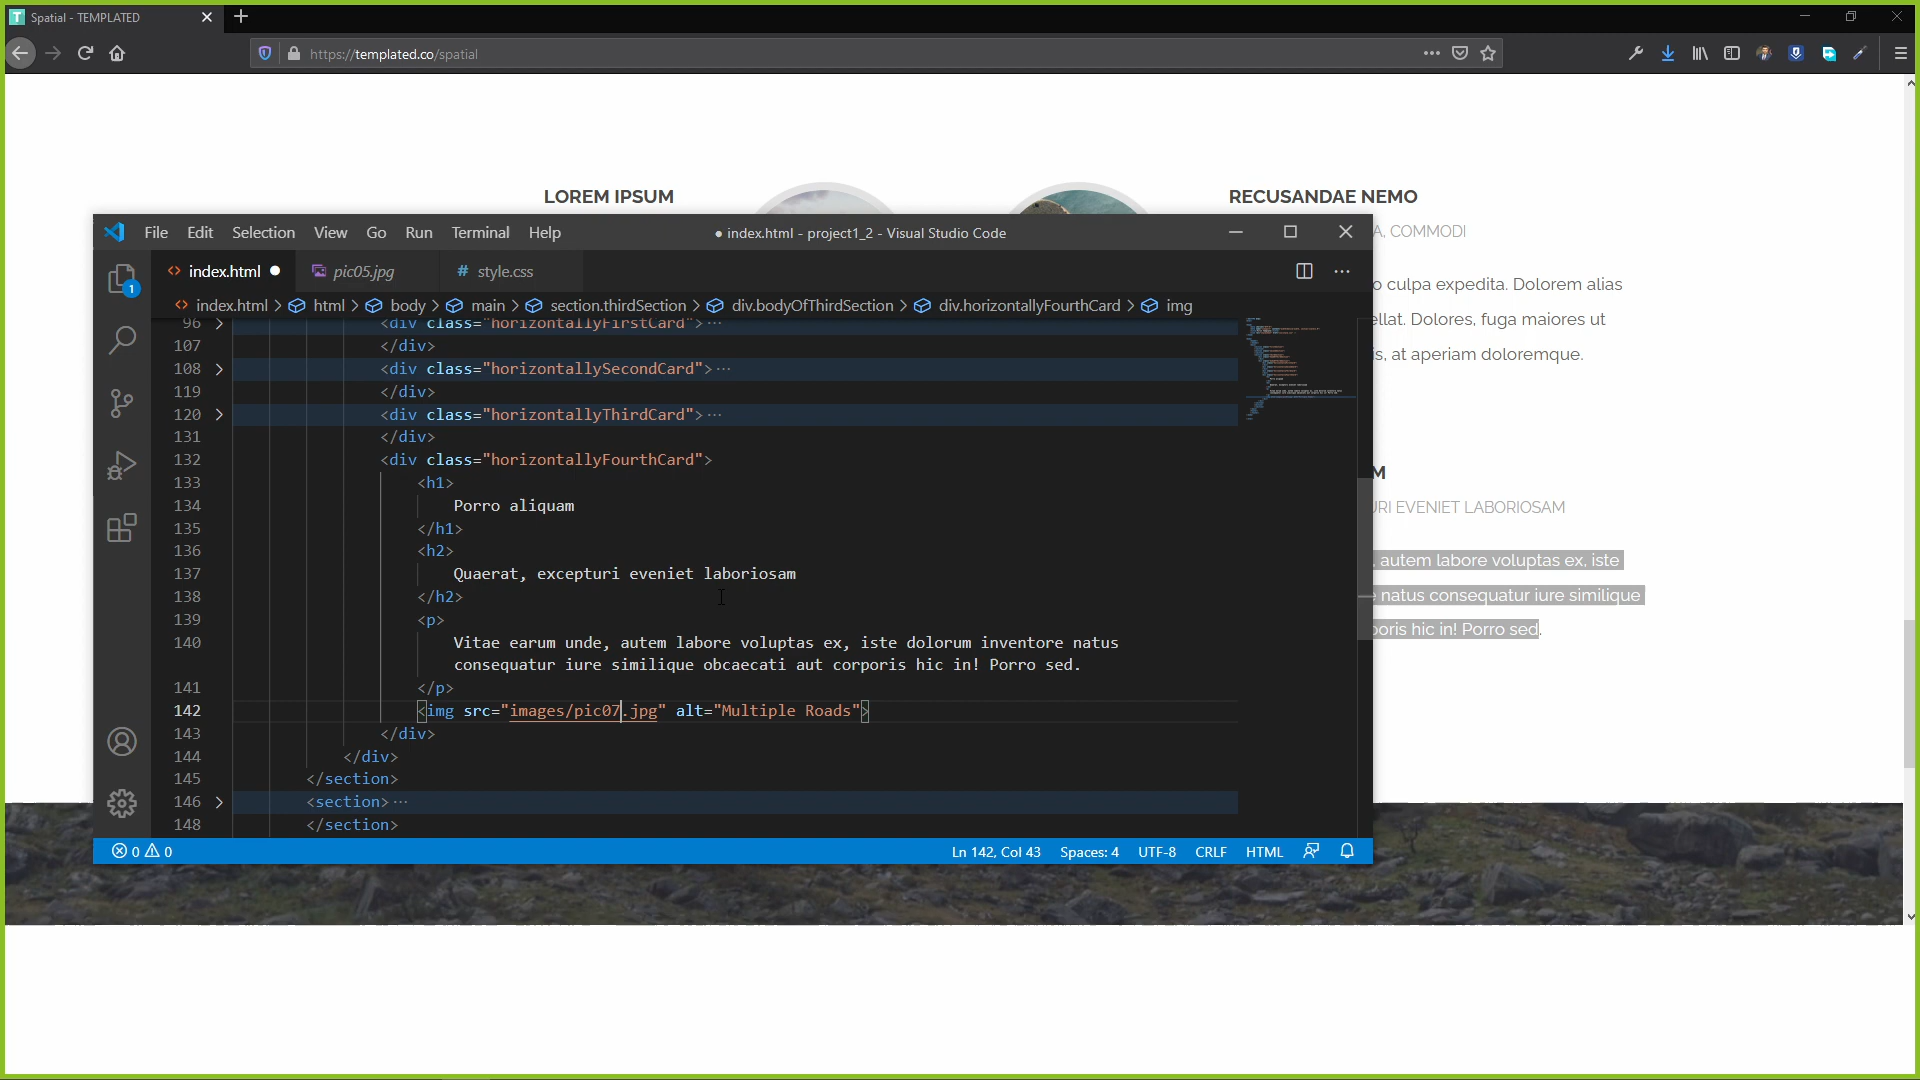 Spatial - TEMPLATED
https://templated.co/spatial
LOREM IPSUM
RECUSANDAE NEMO
File Edit Selection View Go Run Terminal Help
● index.html - project1_2 - Visual Studio Code
A, COMMODI
index.html pic05.jpg # style.css
1
index.html > html > body > main > section.thirdSection > div.bodyOfThirdSection > div.horizontallyFourthCard > img
o culpa expedita. Dolorem alias
ellat. Dolores, fuga maiores ut
is, at aperiam doloremque.
96 <div class="horizontallyFirstCard">···
107 </div>
108 <div class="horizontallySecondCard">···
119 </div>
120 <div class="horizontallyThirdCard">···
131 </div>
132 <div class="horizontallyFourthCard">
133 <h1>
134 Porro aliquam
135 </h1>
136 <h2>
137 Quaerat, excepturi eveniet laboriosam
138 </h2>
139 <p>
140 Vitae earum unde, autem labore voluptas ex, iste dolorum inventore natus
consequatur iure similique obcaecati aut corporis hic in! Porro sed.
141 </p>
142 <img src="images/pic07.jpg" alt="Multiple Roads">
143 </div>
144 </div>
145 </section>
146 <section>···
148 </section>
M
URI EVENIET LABORIOSAM
, autem labore voluptas ex, iste
e natus consequatur iure similique
poris hic in! Porro sed.
0 0 Ln 142, Col 43 Spaces: 4 UTF-8 CRLF HTML